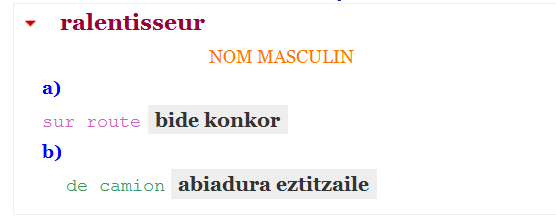 ralentisseur
NOM MASCULIN
a)
sur route bide konkor
b)
de camion abiadura eztitzaile